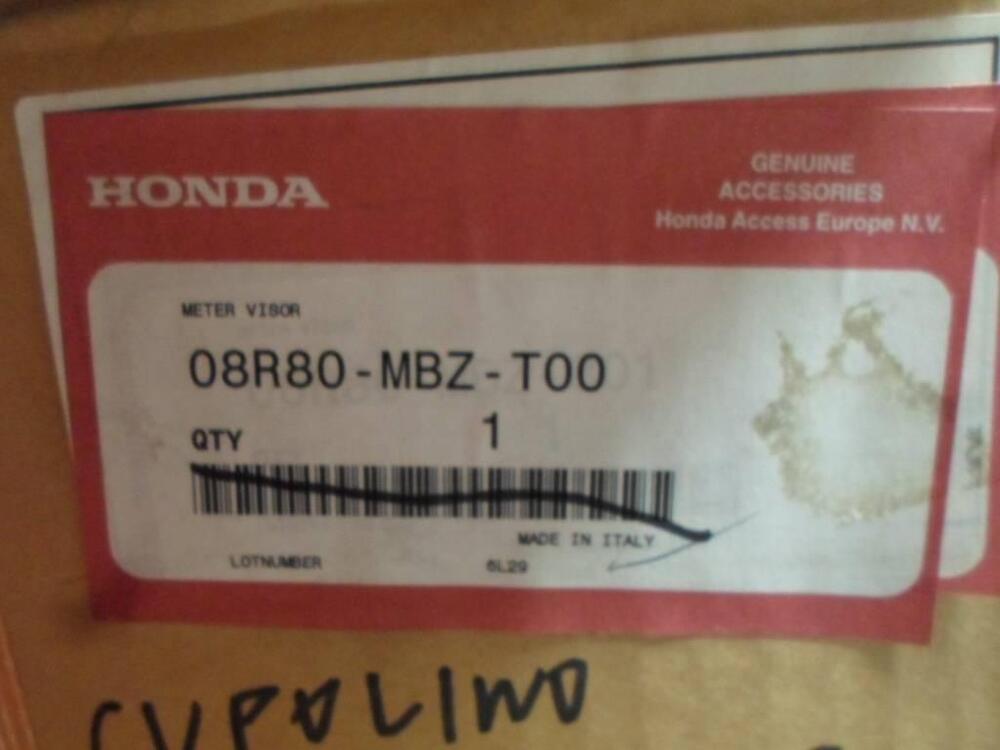 HONDA
GENUINE
ACCESSORIES
Honda Access Europe N.V.
METER VISOR
08R80-MBZ-T00
QTY 1
MADE IN ITALY
LOTNUMBER 6L29
CUPOLINO